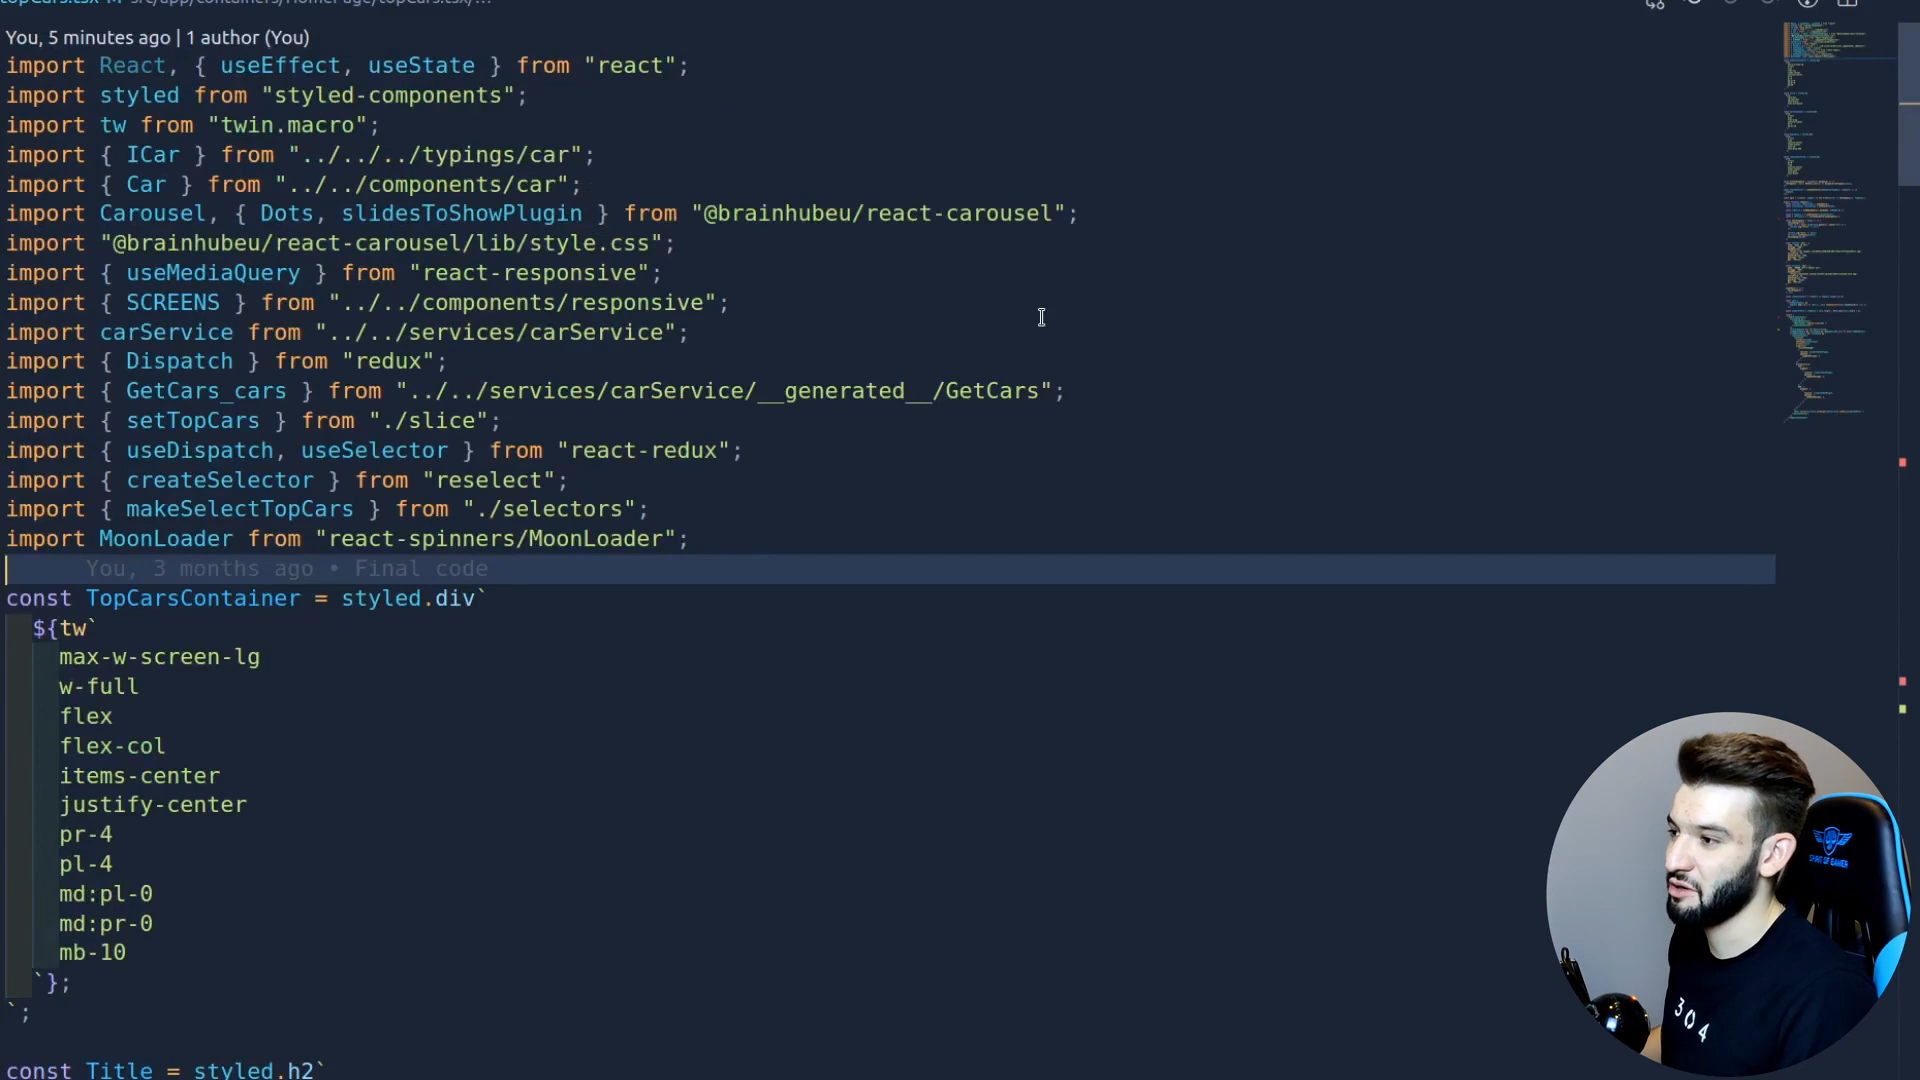 You, 5 minutes ago | 1 author (You)
import React, { useEffect, useState } from "react";
import styled from "styled-components";
import tw from "twin.macro";
import { ICar } from "../../../typings/car";
import { Car } from "../../components/car";
import Carousel, { Dots, slidesToShowPlugin } from "@brainhubeu/react-carousel";
import "@brainhubeu/react-carousel/lib/style.css";
import { useMediaQuery } from "react-responsive";
import { SCREENS } from "../../components/responsive";
import carService from "../../services/carService";
import { Dispatch } from "redux";
import { GetCars_cars } from "../../services/carService/__generated__/GetCars";
import { setTopCars } from "./slice";
import { useDispatch, useSelector } from "react-redux";
import { createSelector } from "reselect";
import { makeSelectTopCars } from "./selectors";
import MoonLoader from "react-spinners/MoonLoader";
You, 3 months ago • Final code
const TopCarsContainer = styled.div`
${tw`
max-w-screen-lg
w-full
flex
flex-col
items-center
justify-center
pr-4
pl-4
md:pl-0
md:pr-0
mb-10
`};
`;
const Title = styled.h2`
SPIRIT OF GAMER
304